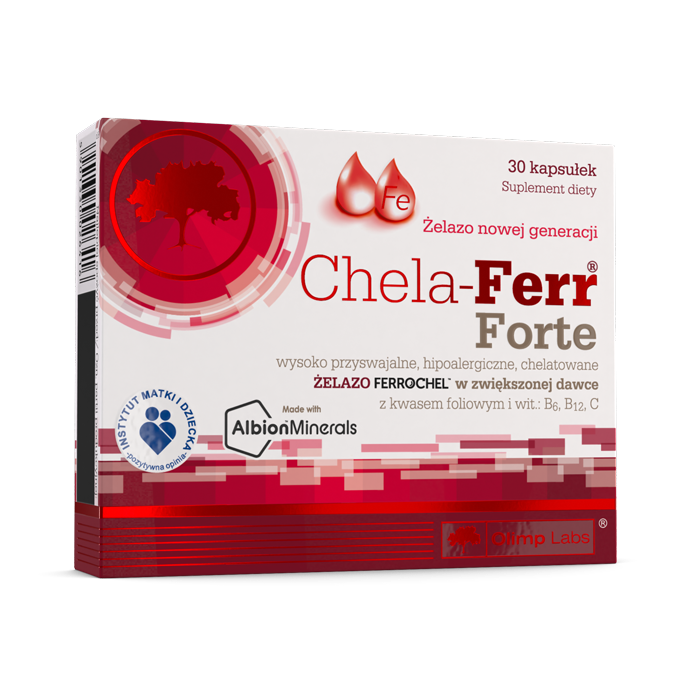 30 kapsułek
Suplement diety
Fe
Żelazo nowej generacji
Chela-Ferr®
Forte
wysoko przyswajalne, hipoalergiczne, chelatowane
ŻELAZO FERROCHEL™ w zwiększonej dawce
z kwasem foliowym i wit.: B₆, B₁₂, C
INSTYTUT MATKI I DZIECKA
-pozytywna opinia-
Made with
AlbionMinerals
Olimp Labs®